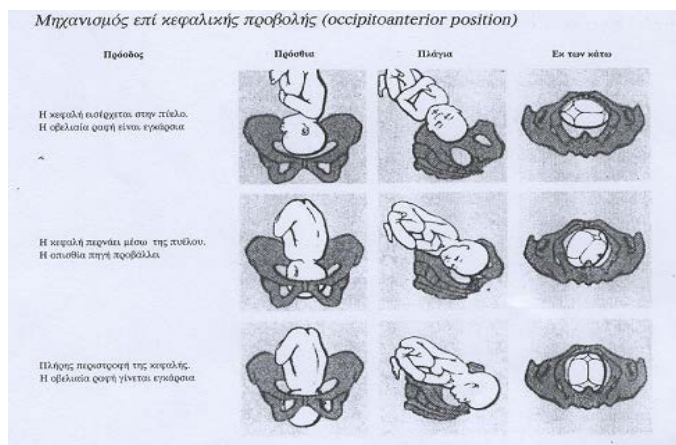 Μηχανισμός επί κεφαλικής προβολής (occipitoanterior position)
Πρόοδος Πρόσθια Πλάγια Εκ των κάτω
Η κεφαλή εισέρχεται στην πύελο.
Η οβελιαία ραφή είναι εγκάρσια
Η κεφαλή περνάει μέσω της πυέλου.
Η οπισθία πηγή προβάλλει
Πλήρης περιστροφή της κεφαλής.
Η οβελιαία ραφή γίνεται εγκάρσια